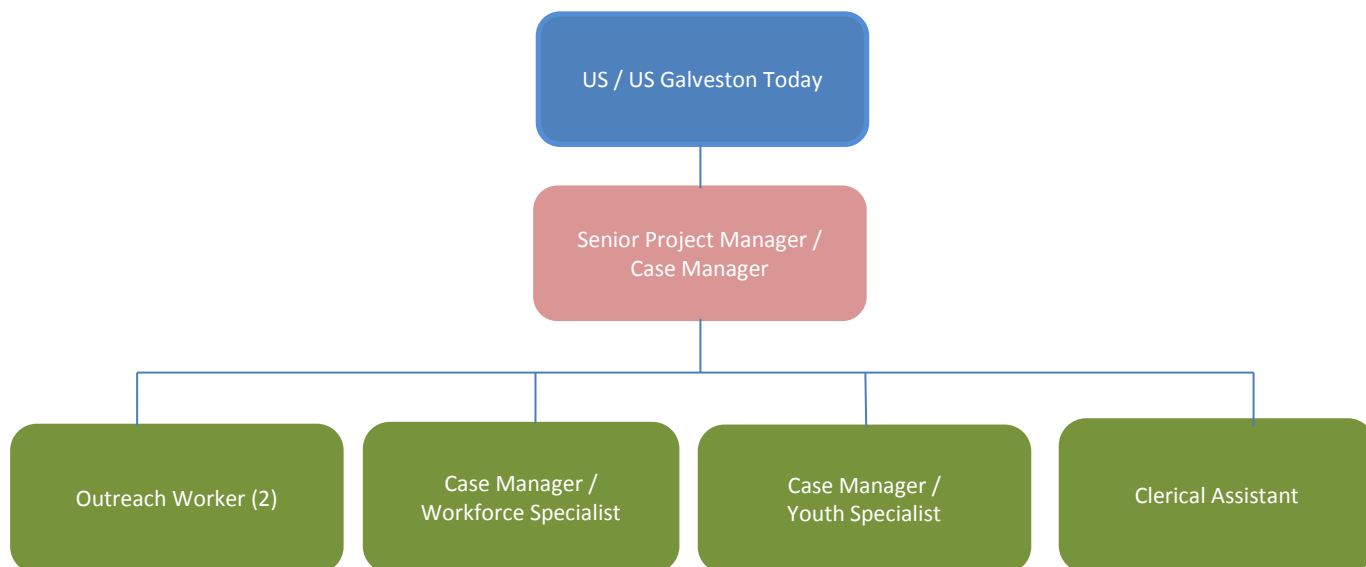 US / US Galveston Today
Senior Project Manager /
Case Manager
Outreach Worker (2)
Case Manager /
Workforce Specialist
Case Manager /
Youth Specialist
Clerical Assistant